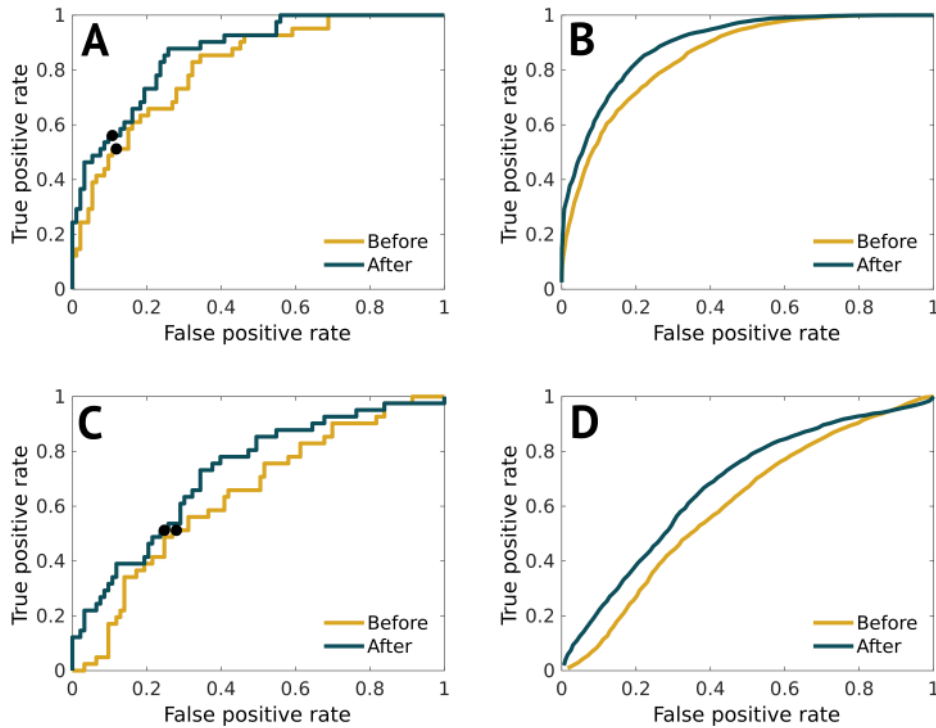 A
True positive rate
1
0.8
0.6
0.4
0.2
0
0 0.2 0.4 0.6 0.8 1
False positive rate
Before
After
B
True positive rate
1
0.8
0.6
0.4
0.2
0
0 0.2 0.4 0.6 0.8 1
False positive rate
Before
After
C
True positive rate
1
0.8
0.6
0.4
0.2
0
0 0.2 0.4 0.6 0.8 1
False positive rate
Before
After
D
True positive rate
1
0.8
0.6
0.4
0.2
0
0 0.2 0.4 0.6 0.8 1
False positive rate
Before
After